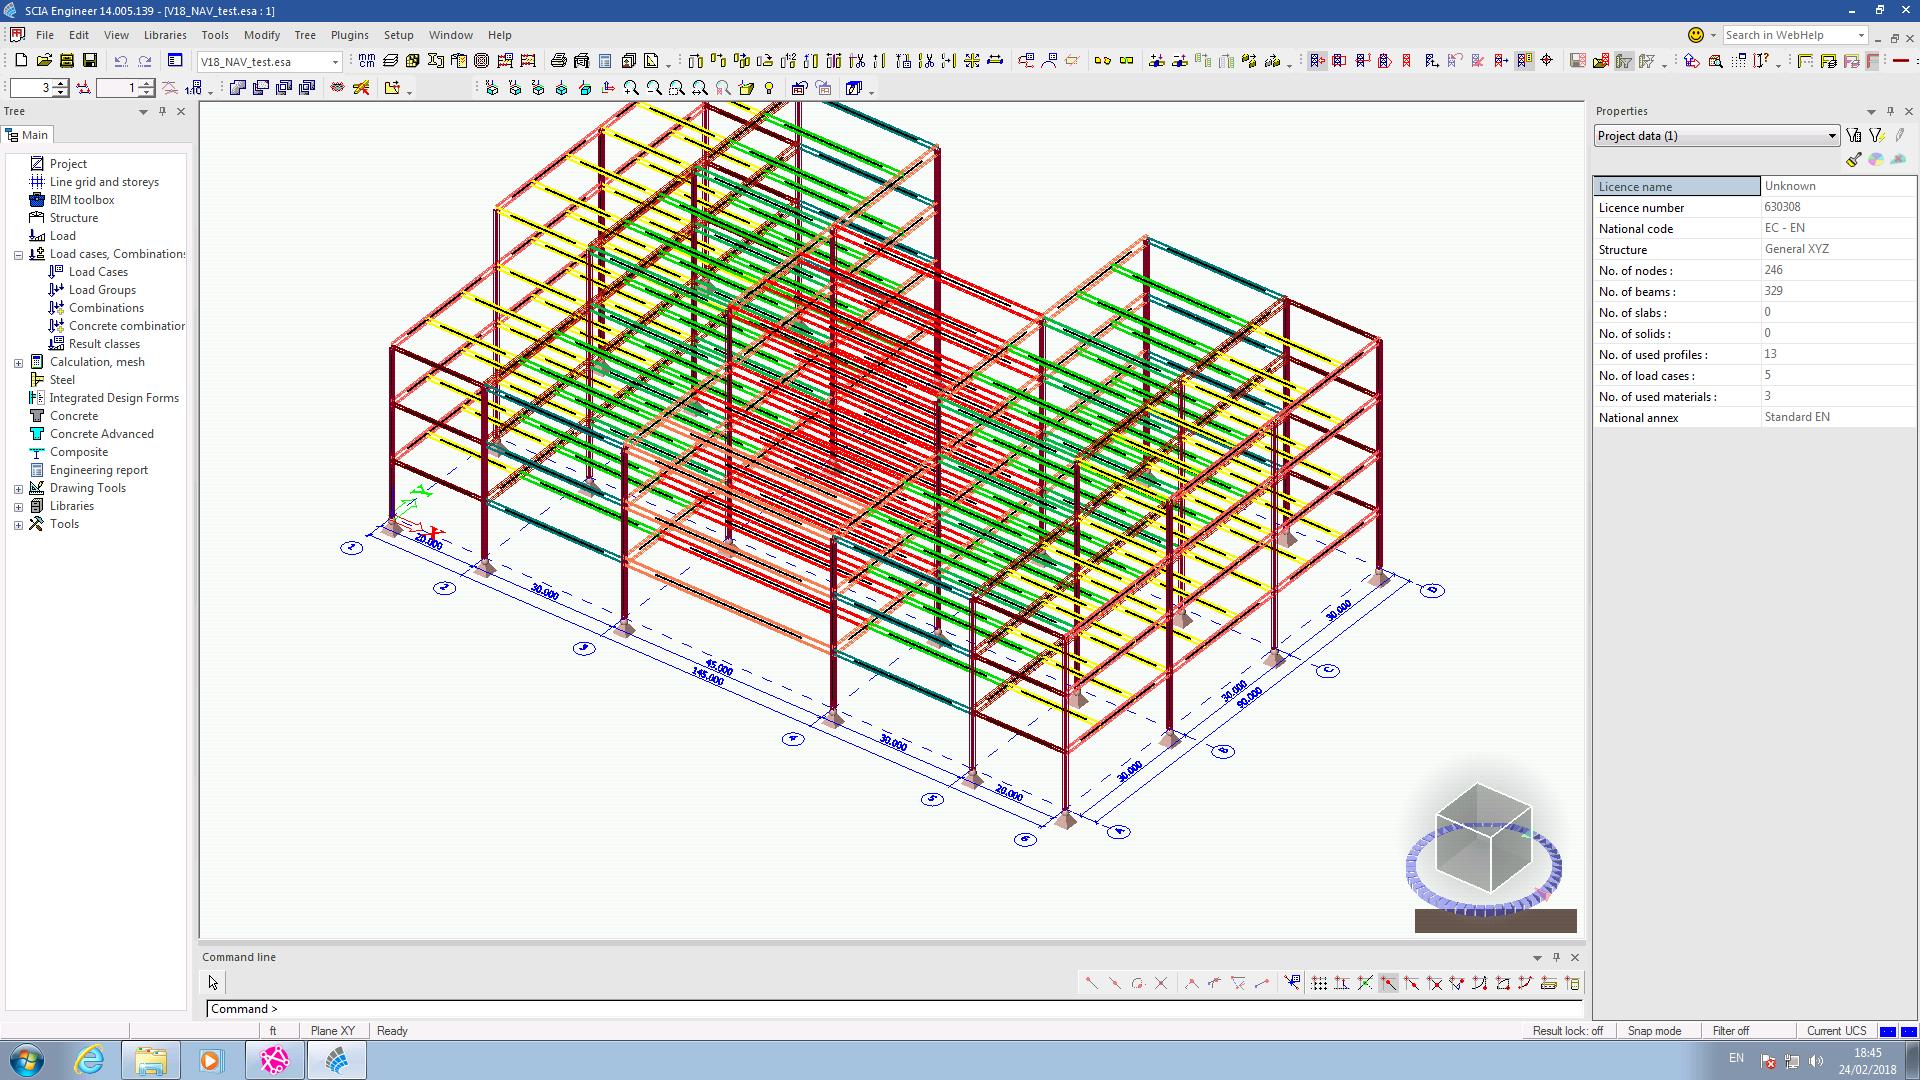 SCIA Engineer 14.005.139 - [V18_NAV_test.esa : 1]
File Edit View Libraries Tools Modify Tree Plugins Setup Window Help
Search in WebHelp
V18_NAV_test.esa
3
1
Tree
Main
Project
Line grid and storeys
BIM toolbox
Structure
Load
Load cases, Combinations
Load Cases
Load Groups
Combinations
Concrete combinatior
Result classes
Calculation, mesh
Steel
Integrated Design Forms
Concrete
Concrete Advanced
Composite
Engineering report
Drawing Tools
Libraries
Tools
X
20.000
1
2
30.000
3
45.000
145.000
4
30.000
5
20.000
6
A
30.000
B
30.000
90.000
C
30.000
D
Properties
Project data (1)
Licence name Unknown
Licence number 630308
National code EC - EN
Structure General XYZ
No. of nodes : 246
No. of beams : 329
No. of slabs : 0
No. of solids : 0
No. of used profiles : 13
No. of load cases : 5
No. of used materials : 3
National annex Standard EN
Command line
Command >
ft Plane XY Ready
Result lock: off Snap mode Filter off Current UCS
EN
18:45
24/02/2018